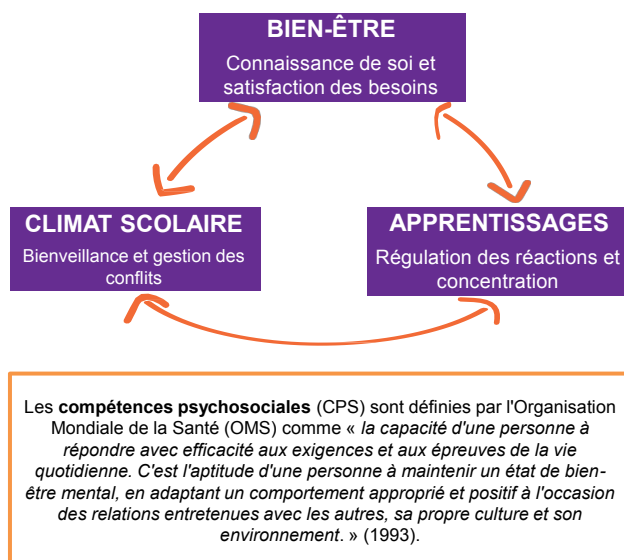 BIEN-ÊTRE
Connaissance de soi et
satisfaction des besoins
CLIMAT SCOLAIRE
Bienveillance et gestion des
conflits
APPRENTISSAGES
Régulation des réactions et
concentration
Les compétences psychosociales (CPS) sont définies par l'Organisation
Mondiale de la Santé (OMS) comme « la capacité d'une personne à
répondre avec efficacité aux exigences et aux épreuves de la vie
quotidienne. C'est l'aptitude d'une personne à maintenir un état de bien-
être mental, en adaptant un comportement approprié et positif à l'occasion
des relations entretenues avec les autres, sa propre culture et son
environnement. » (1993).